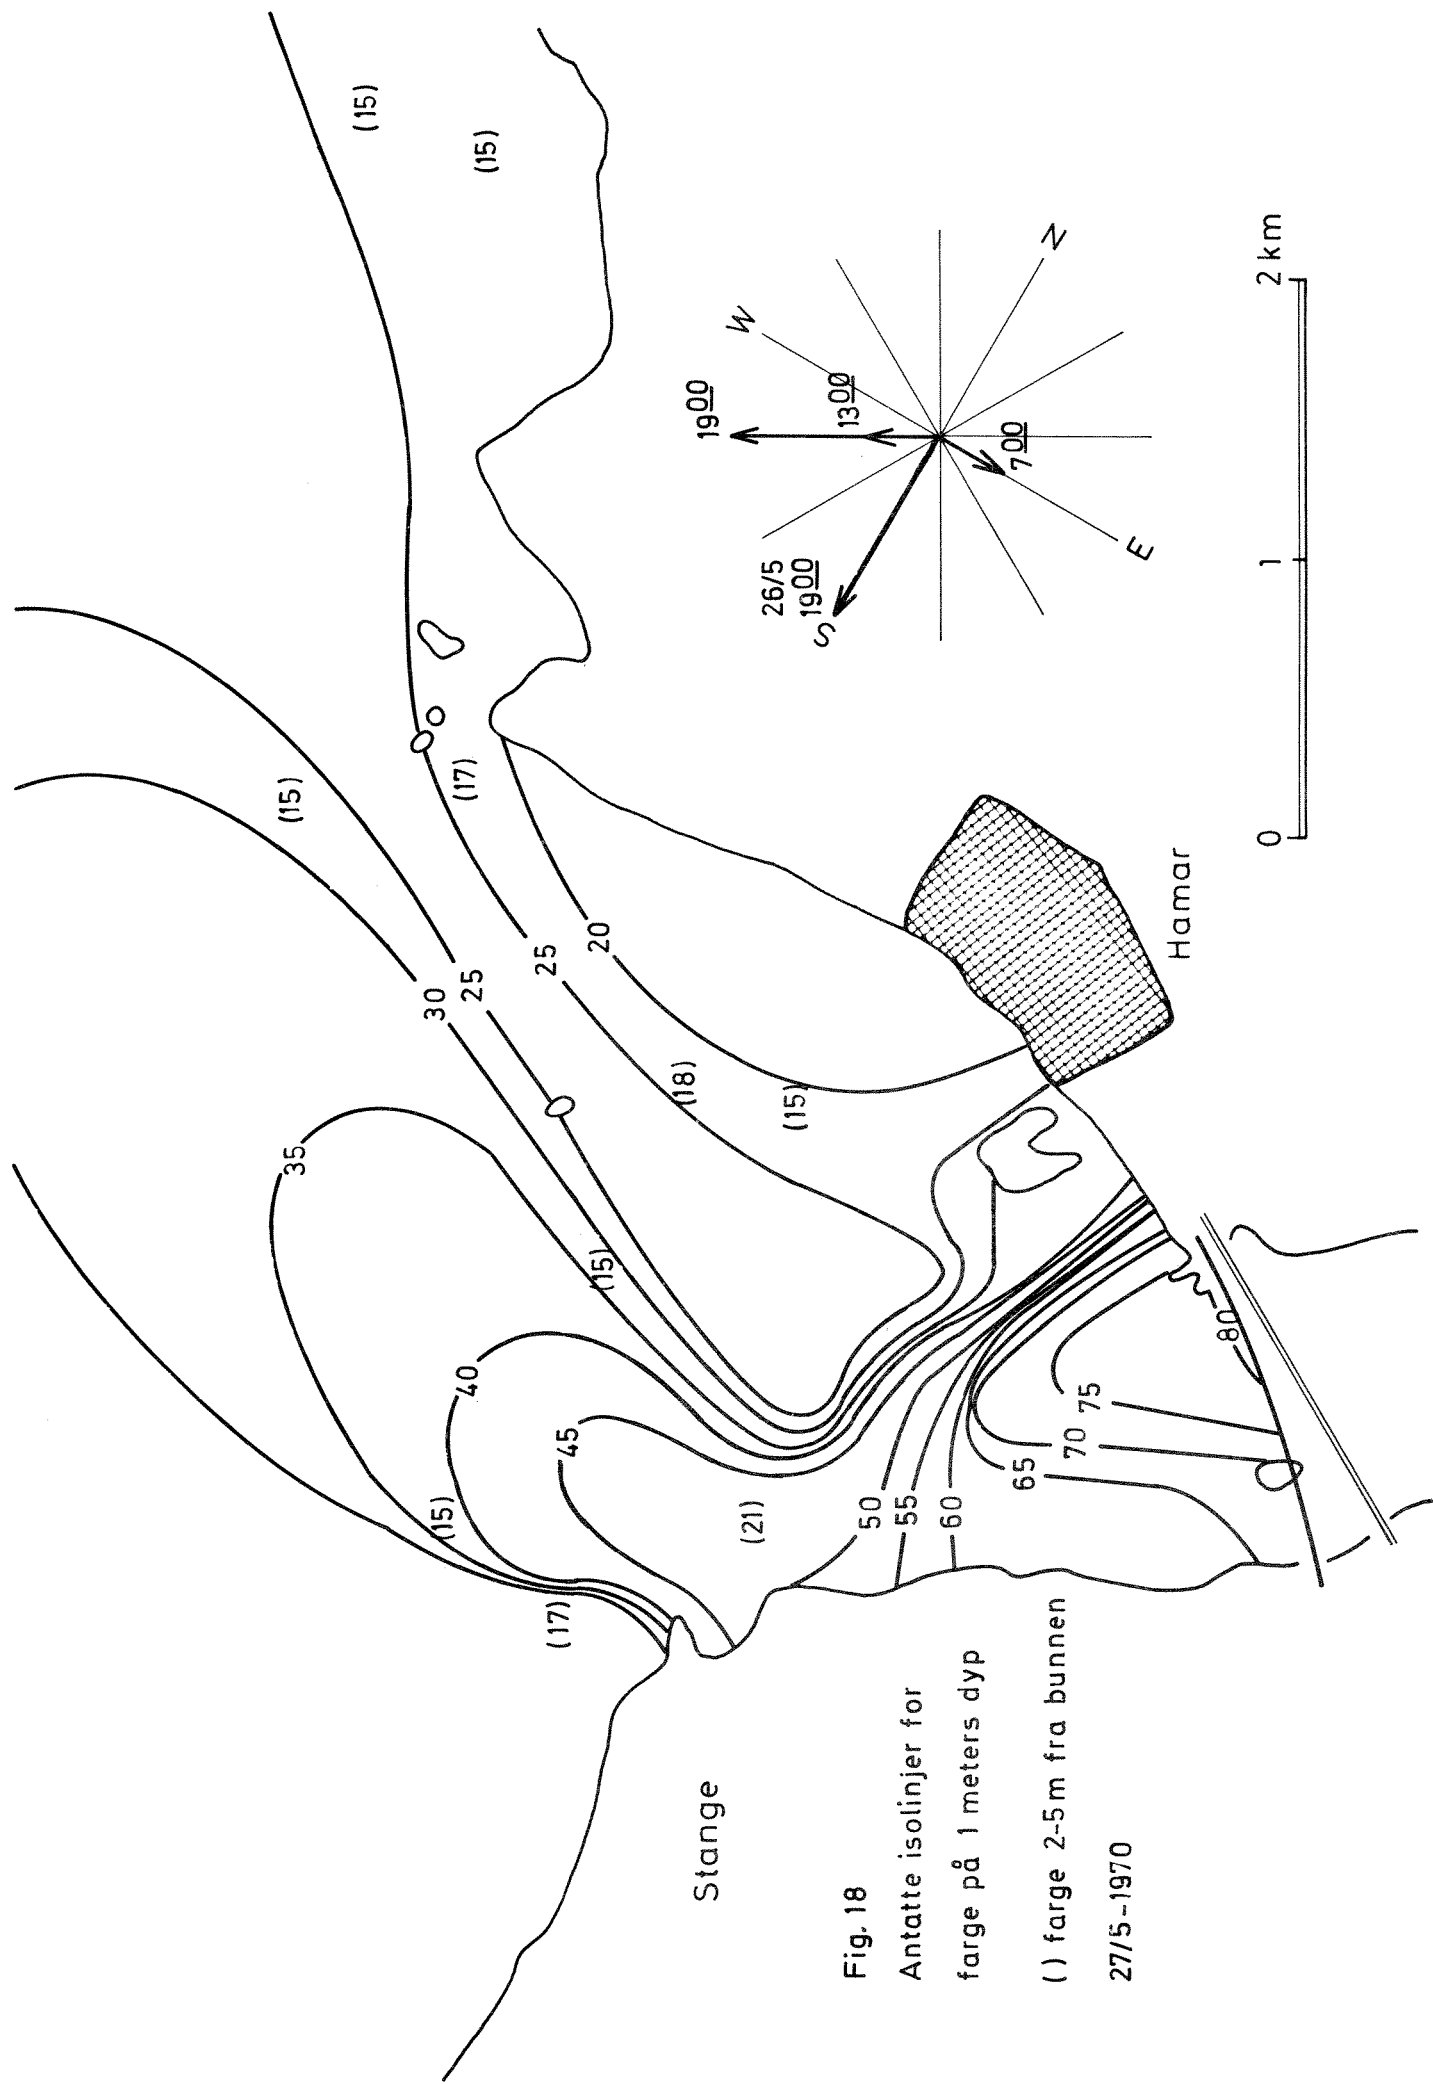 (15)
(15)
(15)
(17)
30
25
25
20
(18)
(15)
35
(15)
40
45
(15)
(17)
(21)
50
55
60
65
70
75
80
Hamar
Stange
26/5
19 00
19 00
13 00
7 00
S
W
N
E
0
1
2 km
Fig. 18
Antatte isolinjer for
farge på 1 meters dyp
( ) farge 2-5m fra bunnen
27/5-1970